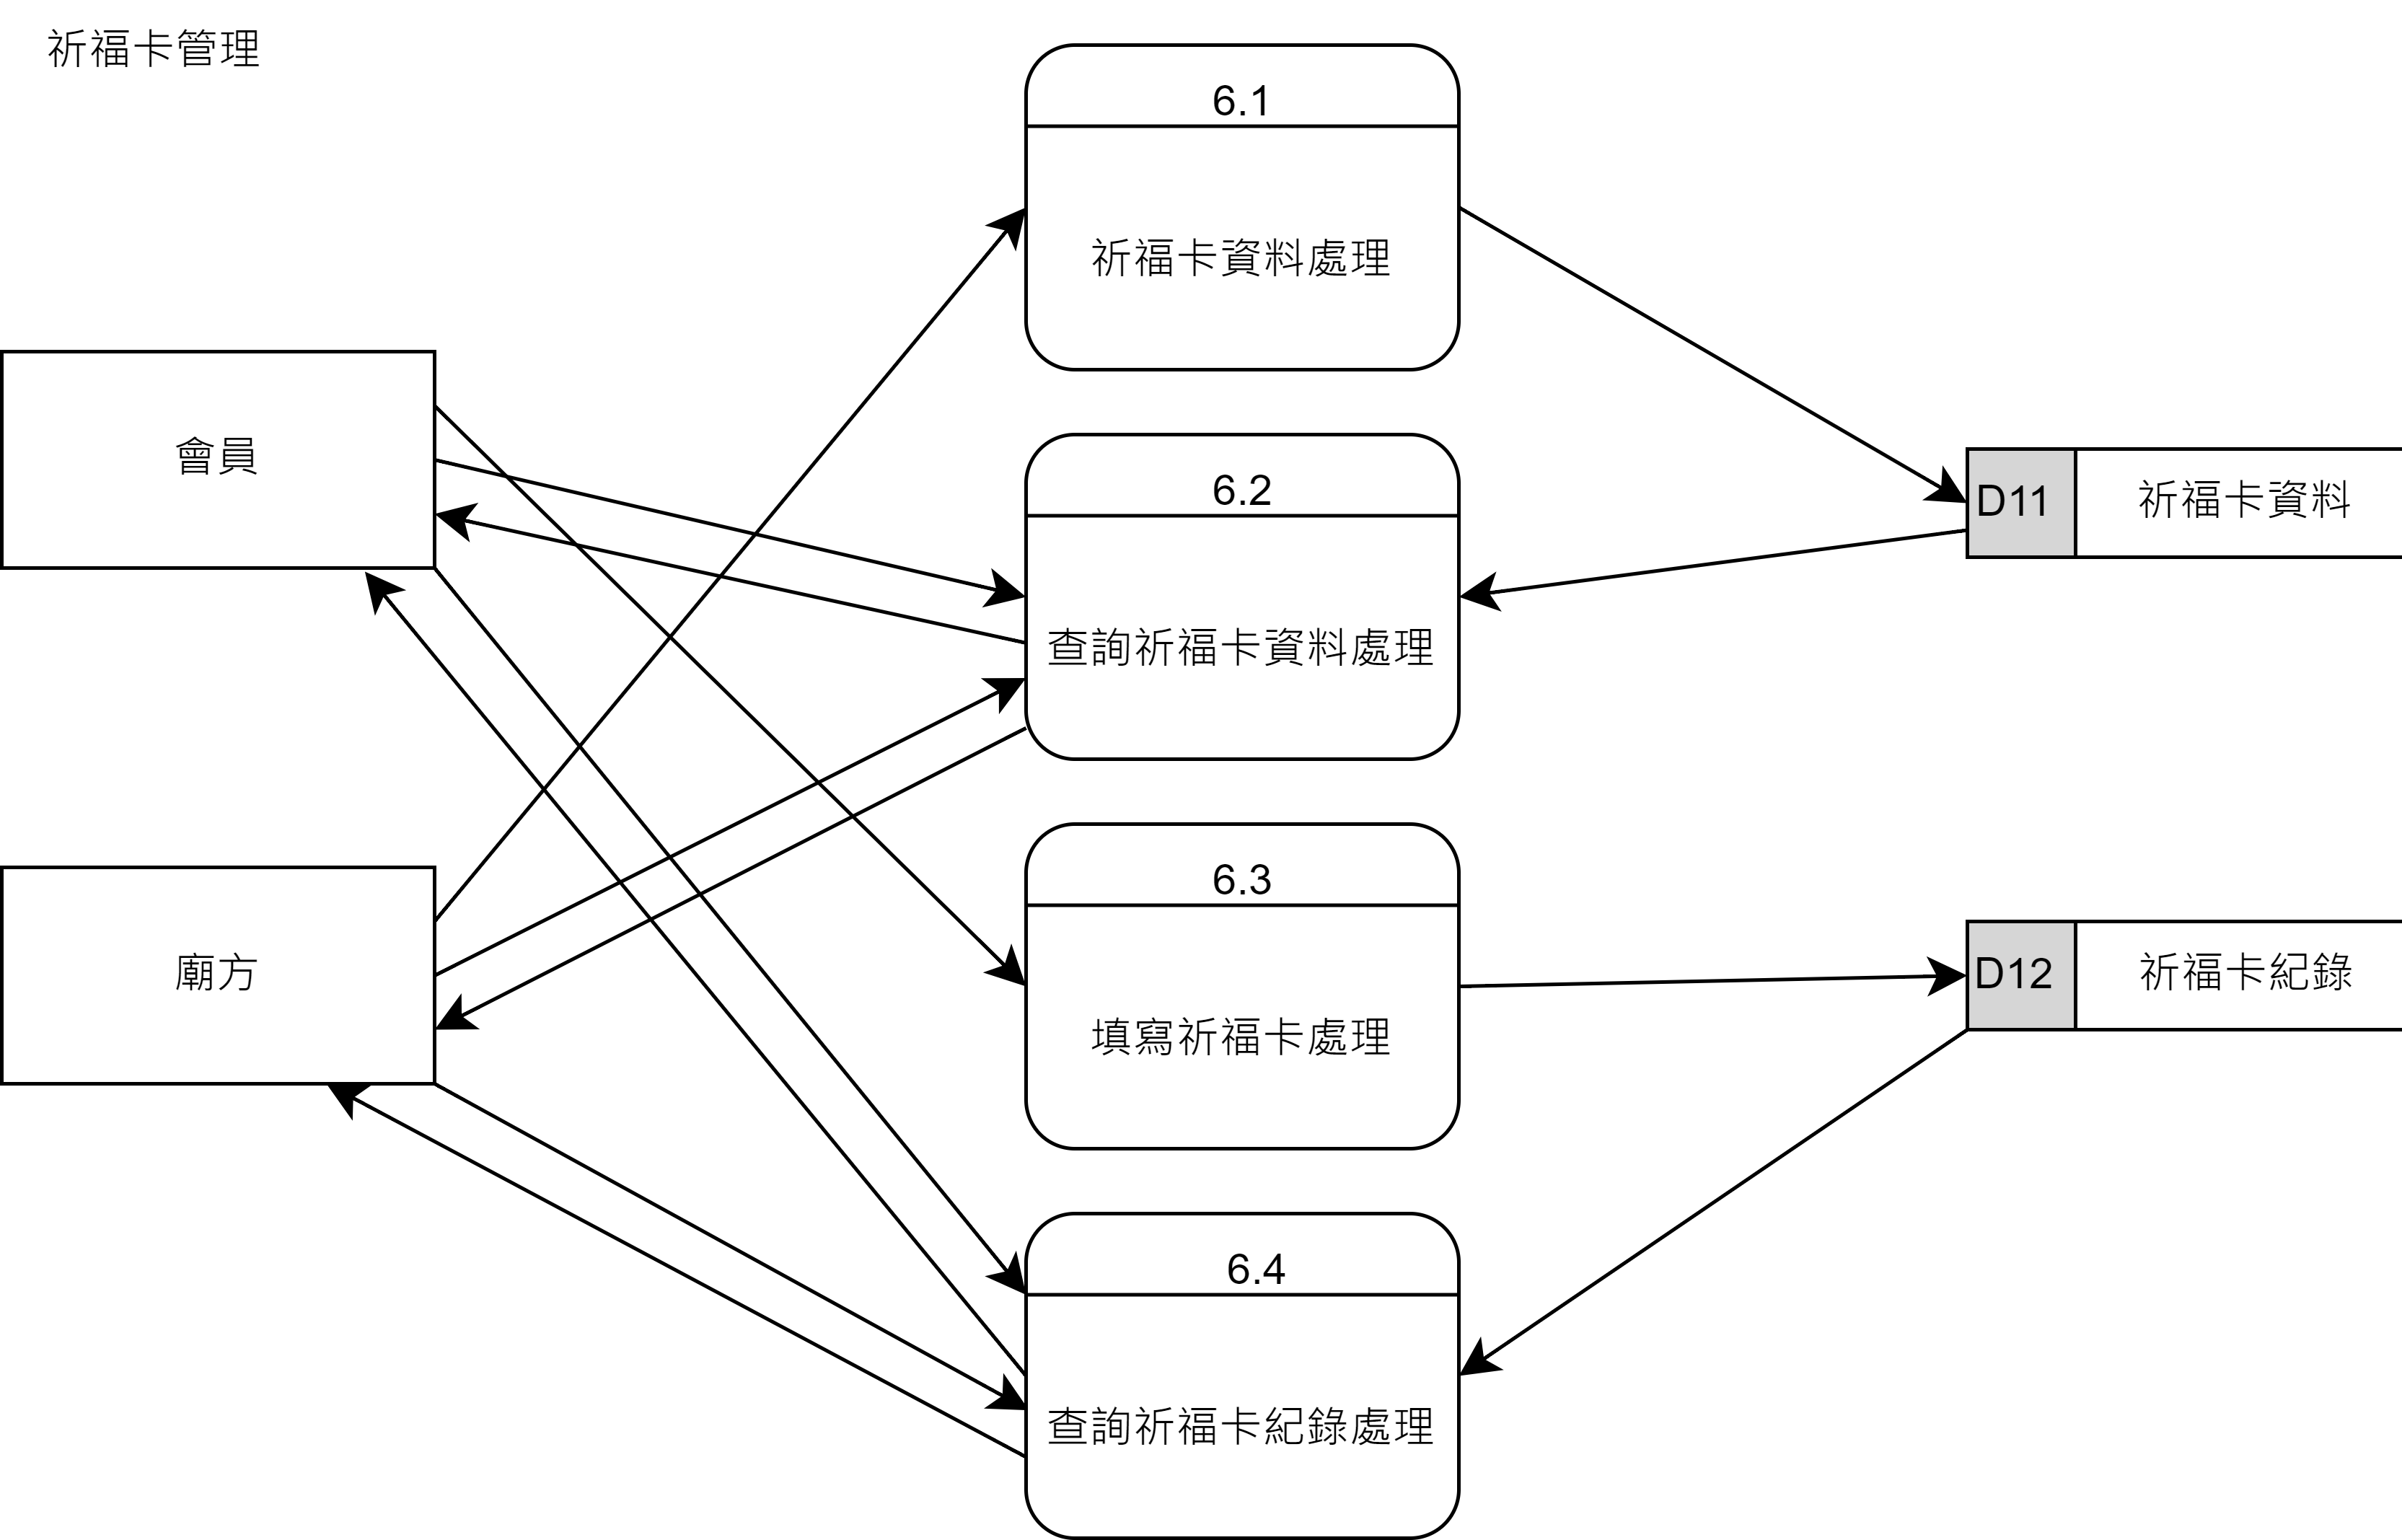 祈福卡管理
6.1
祈福卡資料處理
會員
6.2
查詢祈福卡資料處理
D11
祈福卡資料
廟方
6.3
填寫祈福卡處理
D12
祈福卡紀錄
6.4
查詢祈福卡紀錄處理